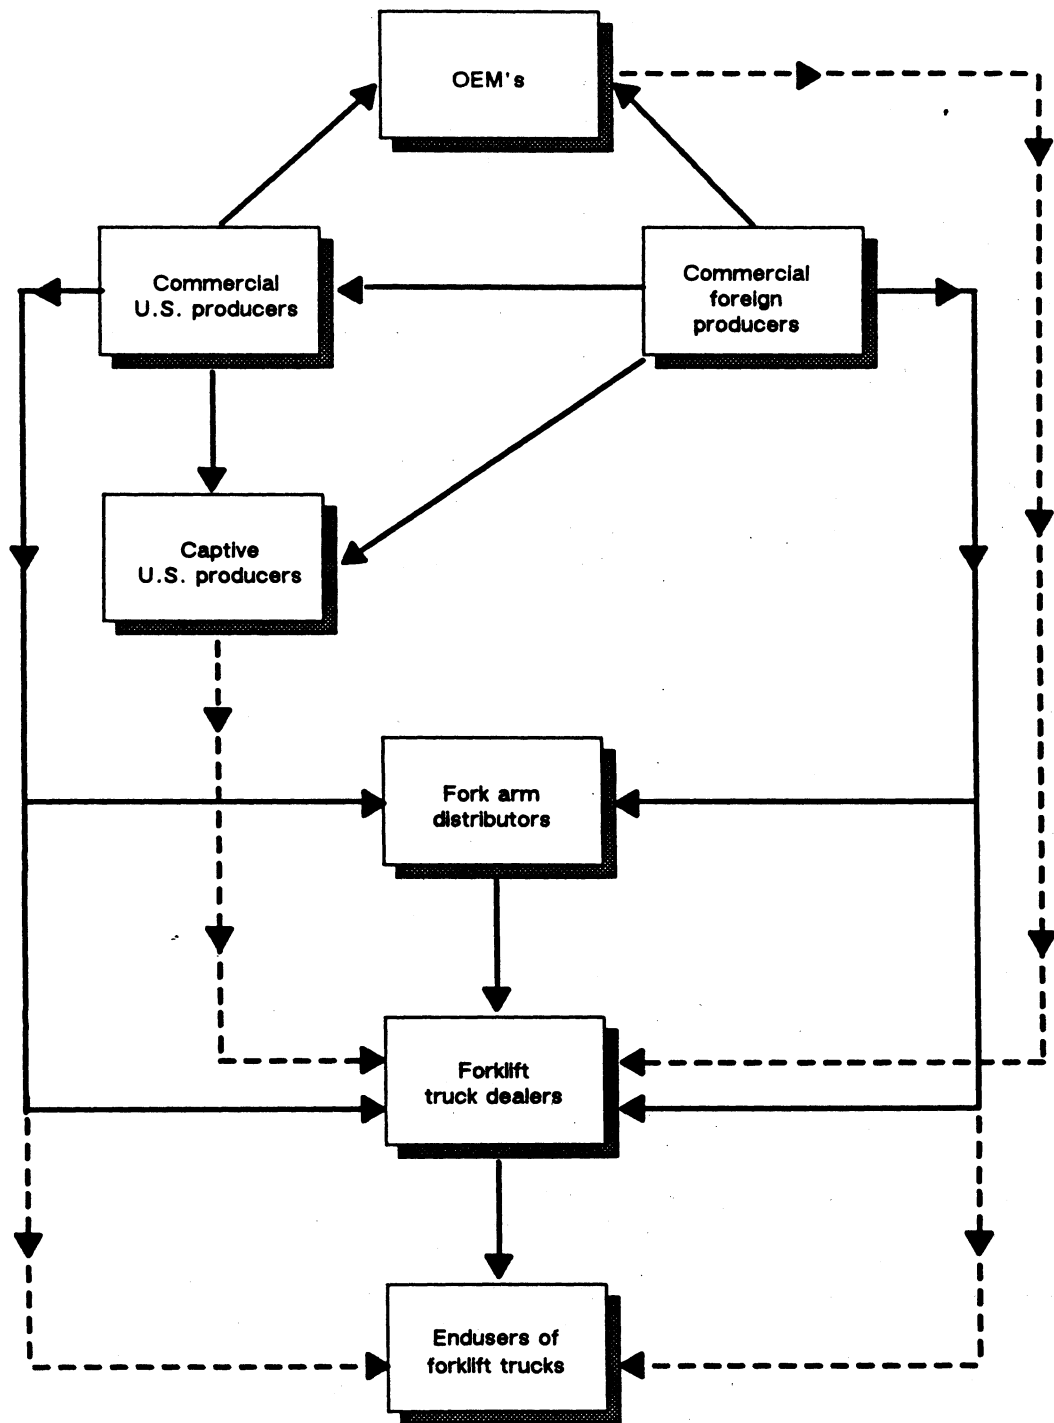 OEM's
Commercial
U.S. producers
Commercial
foreign
producers
Captive
U.S. producers
Fork arm
distributors
Forklift
truck dealers
Endusers of
forklift trucks